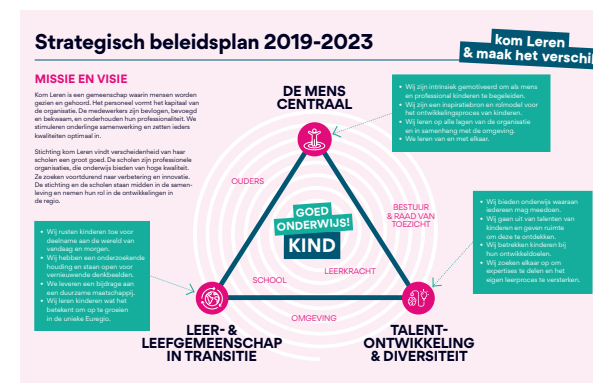 Strategisch beleidsplan 2019-2023
kom Leren
& maak het verschil
MISSIE EN VISIE
Kom Leren is een gemeenschap waarin mensen worden
gezien en gehoord. Het personeel vormt het kapitaal van
de organisatie. De medewerkers zijn bevlogen, bevoegd
en bekwaam, en onderhouden hun professionaliteit. We
stimuleren onderlinge samenwerking en zetten ieders
kwaliteiten optimaal in.
Stichting kom Leren vindt verscheidenheid van haar
scholen een groot goed. De scholen zijn professionele
organisaties, die onderwijs bieden van hoge kwaliteit.
Ze zoeken voortdurend naar verbetering en innovatie.
De stichting en de scholen staan midden in de samen-
leving en nemen hun rol in de ontwikkelingen in
de regio.
DE MENS
CENTRAAL
• Wij zijn intrinsiek gemotiveerd om als mens
en professional kinderen te begeleiden.
• Wij zijn een inspiratiebron en rolmodel voor
het ontwikkelingsproces van kinderen.
• Wij leren op alle lagen van de organisatie
en in samenhang met de omgeving.
• We leren van en met elkaar.
OUDERS
BESTUUR
& RAAD VAN
TOEZICHT
GOED
ONDERWIJS!
KIND
SCHOOL
LEERKRACHT
OMGEVING
• Wij bieden onderwijs waaraan
iedereen mag meedoen.
• Wij gaan uit van talenten van
kinderen en geven ruimte
om deze te ontdekken.
• Wij betrekken kinderen bij
hun ontwikkeldoelen.
• Wij zoeken elkaar op om
expertises te delen en het
eigen leerproces te versterken.
• Wij rusten kinderen toe voor
deelname aan de wereld van
vandaag en morgen.
• Wij hebben een onderzoekende
houding en staan open voor
vernieuwende denkbeelden.
• We leveren een bijdrage aan
een duurzame maatschappij.
• Wij leren kinderen wat het
betekent om op te groeien
in de unieke Euregio.
LEER- &
LEEFGEMEENSCHAP
IN TRANSITIE
TALENT-
ONTWIKKELING
& DIVERSITEIT